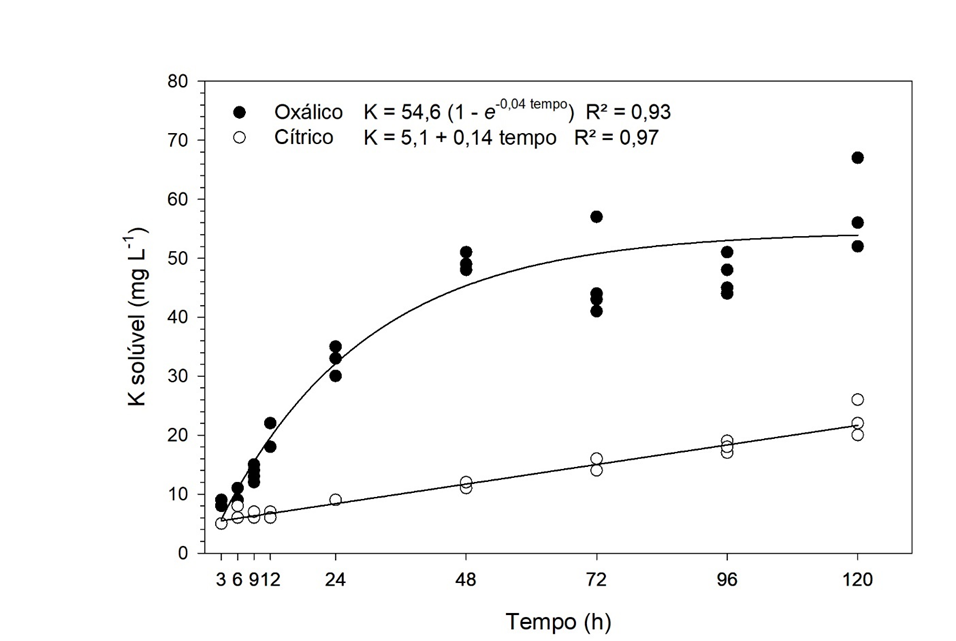 80
70
60
50
40
30
20
10
0
K solúvel (mg L-1)
Oxálico K = 54,6 (1 - e-0,04 tempo) R² = 0,93
Cítrico K = 5,1 + 0,14 tempo R² = 0,97
3 6 9 12 24 48 72 96 120
Tempo (h)